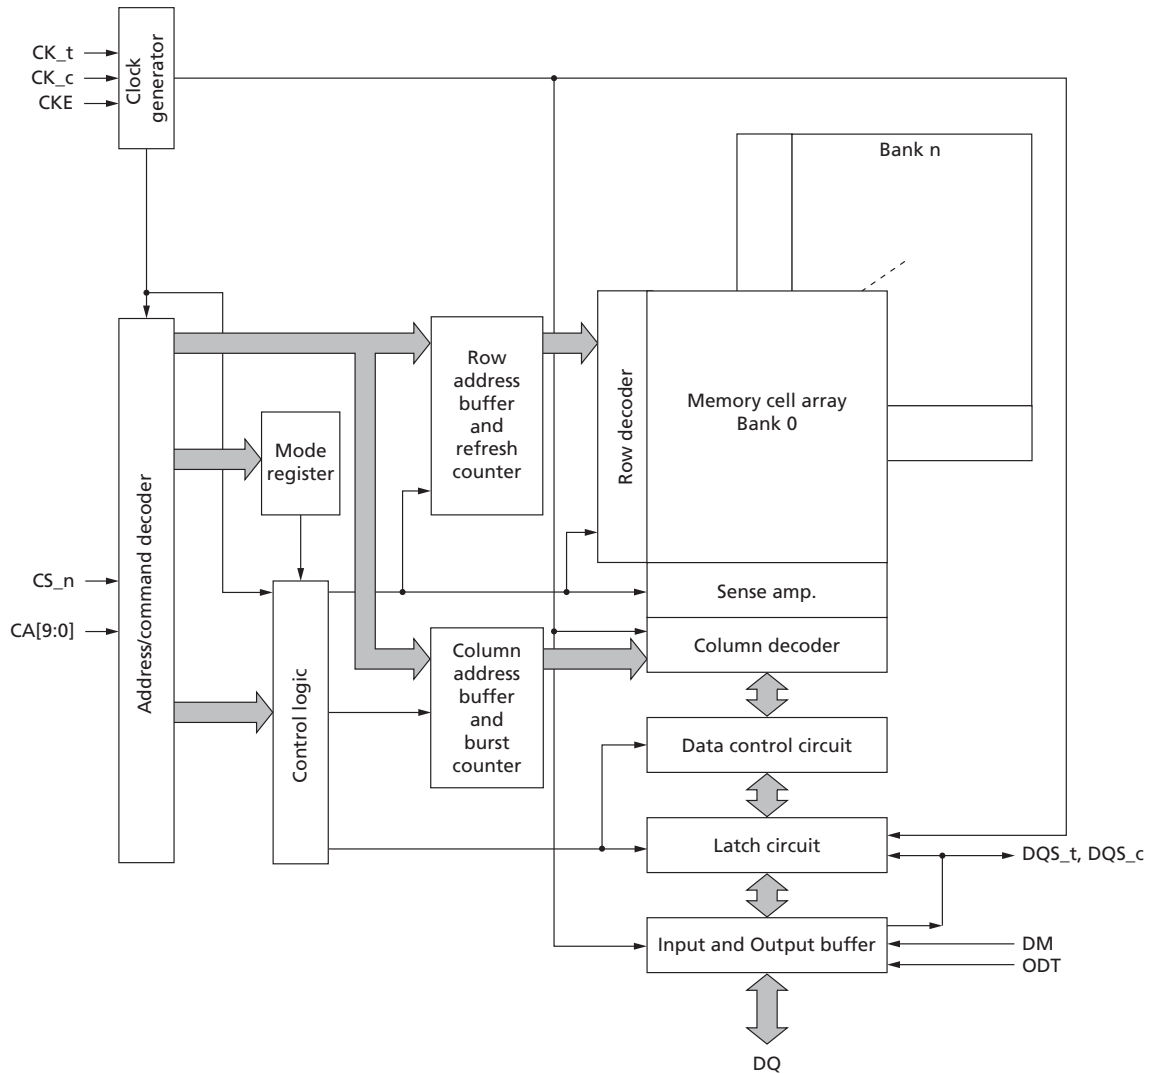 CK_t
CK_c
CKE
Clock
generator
Bank n
Row
address
buffer
and
refresh
counter
Row decoder
Memory cell array
Bank 0
Mode
register
Address/command decoder
CS_n
CA[9:0]
Sense amp.
Column decoder
Control logic
Column
address
buffer
and
burst
counter
Data control circuit
Latch circuit
DQS_t, DQS_c
Input and Output buffer
DM
ODT
DQ